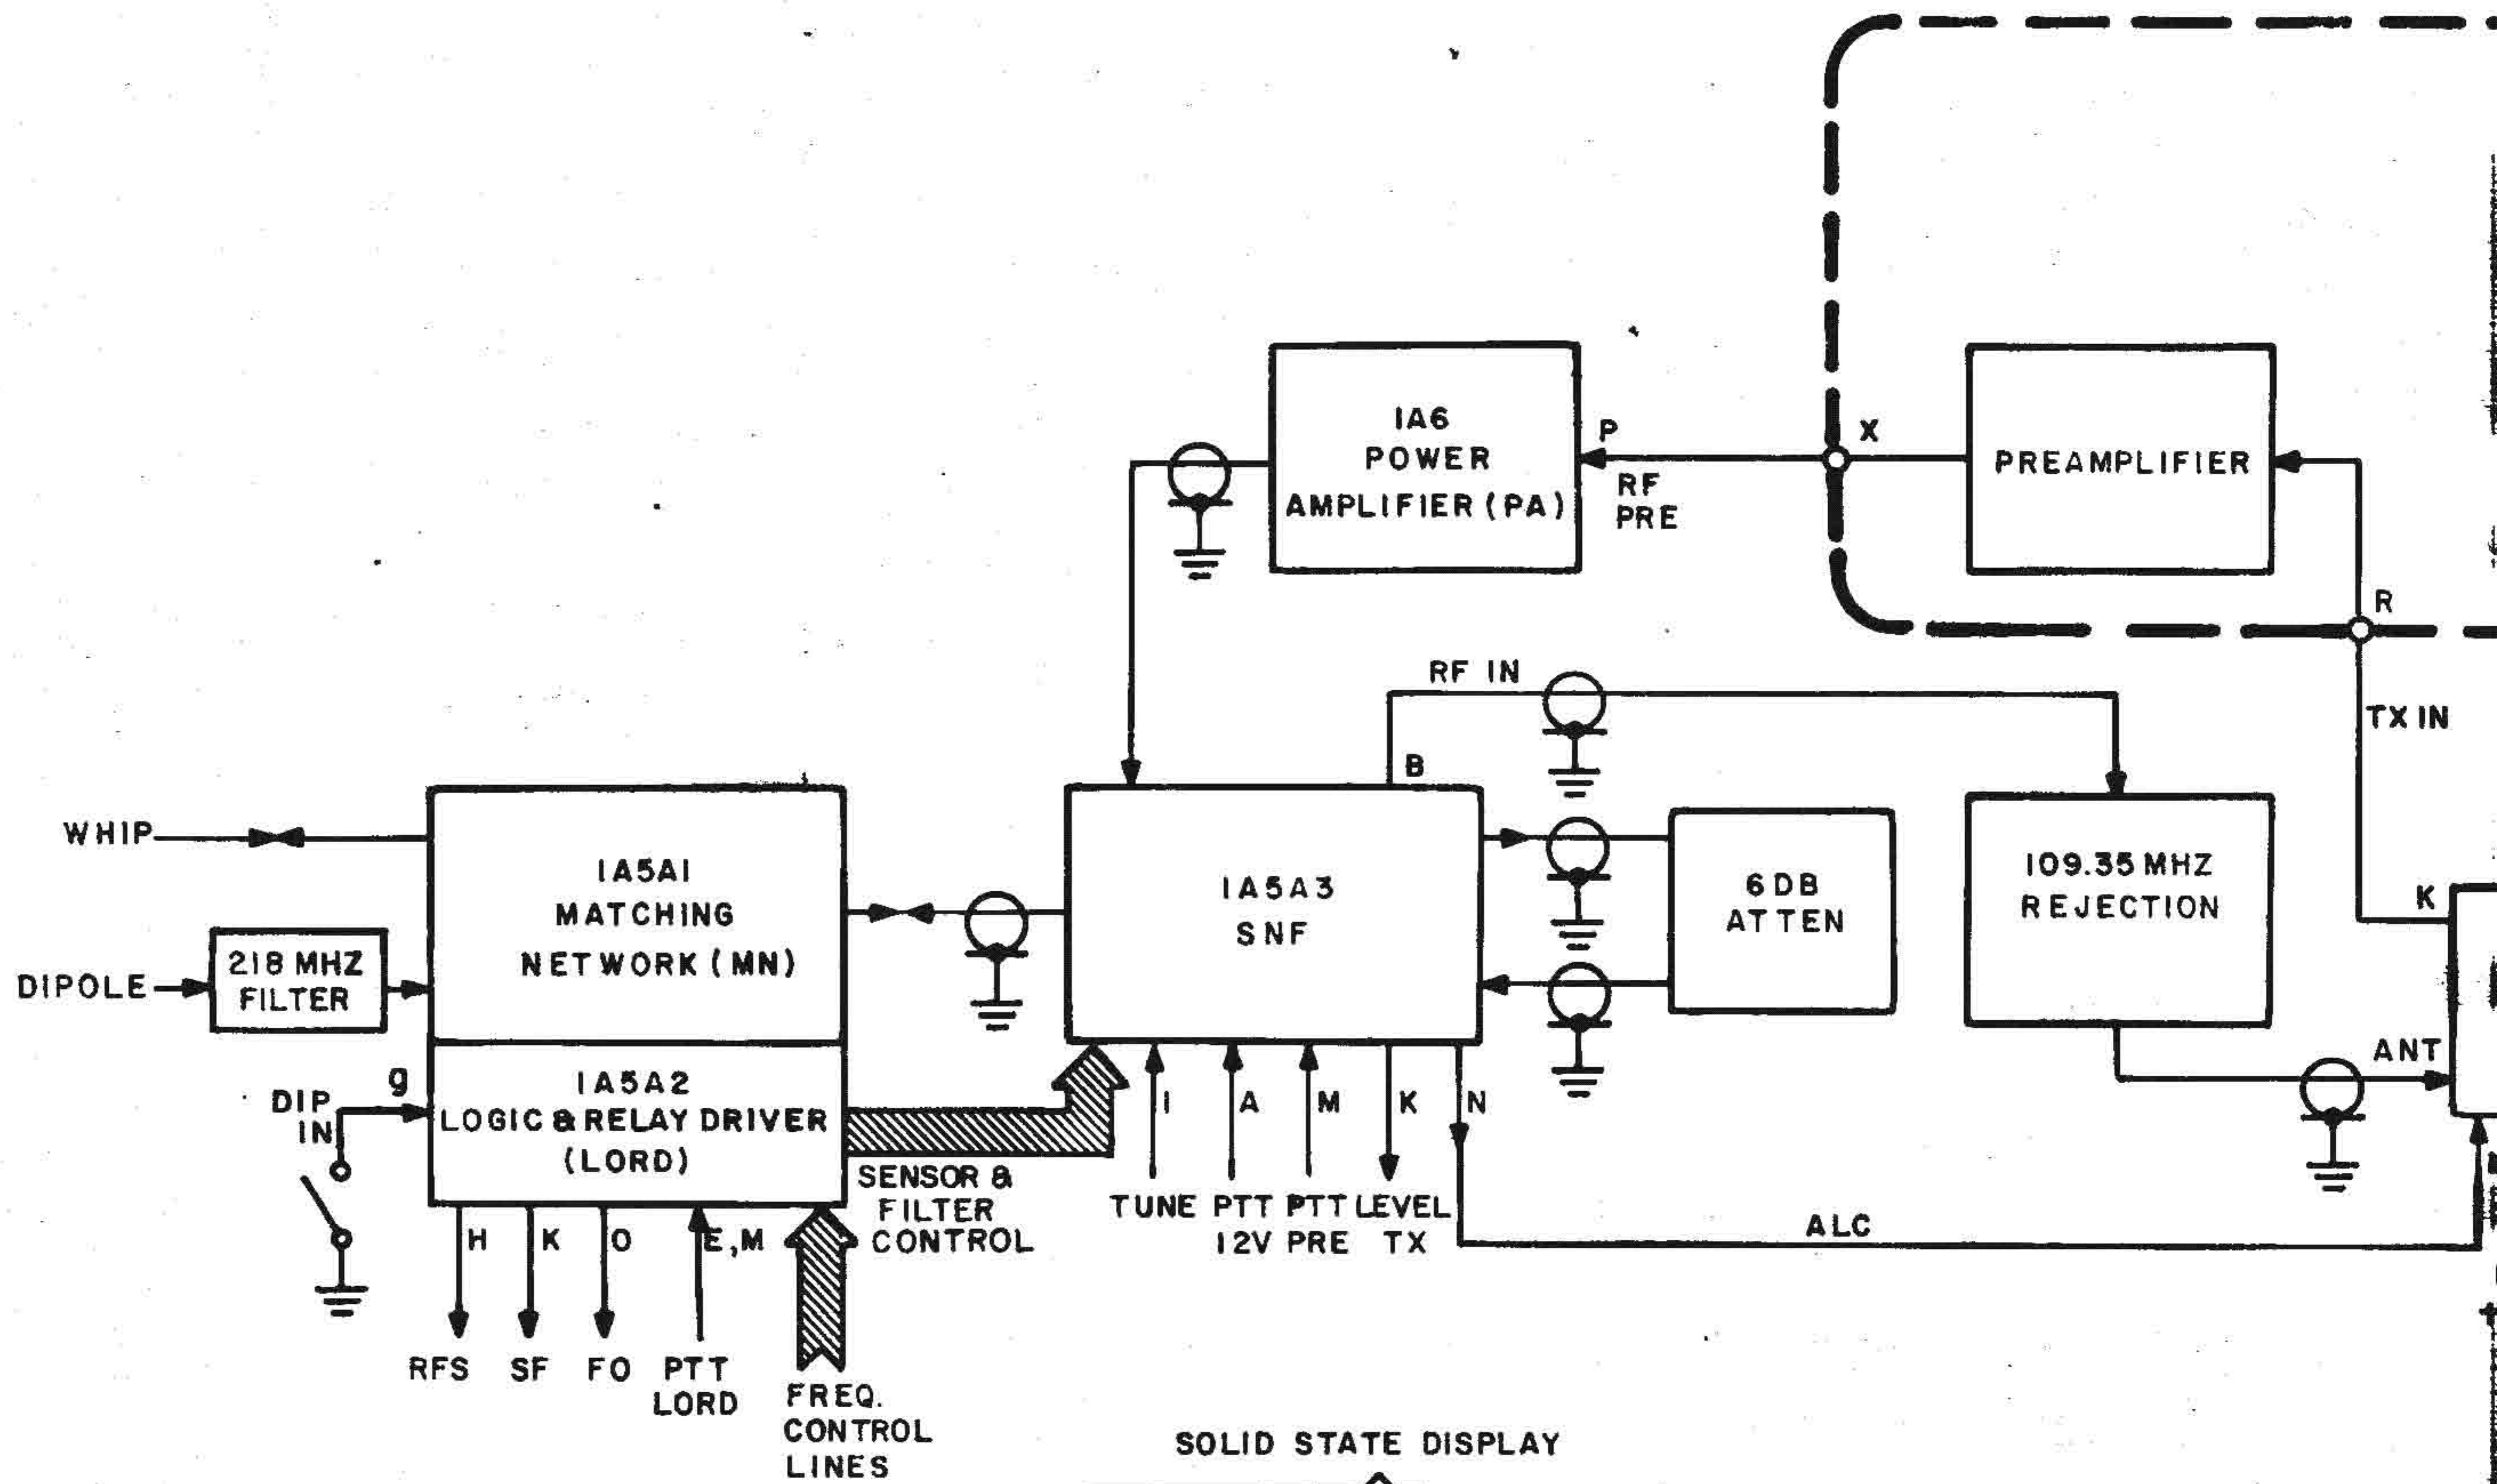 1A6
POWER
AMPLIFIER (PA)
P
RF
PRE
X
PREAMPLIFIER
R
TX IN
RF IN
B
WHIP
1A5A1
MATCHING
NETWORK (MN)
1A5A3
SNF
6DB
ATTEN
109.35 MHZ
REJECTION
K
DIPOLE
218 MHZ
FILTER
ANT
g
DIP
IN
1A5A2
LOGIC & RELAY DRIVER
(LORD)
SENSOR &
FILTER
CONTROL
I
A
M
K
N
TUNE
PTT
12V
PTT
PRE
LEVEL
TX
ALC
H
K
O
E,M
RFS
SF
FO
PTT
LORD
FREQ.
CONTROL
LINES
SOLID STATE DISPLAY